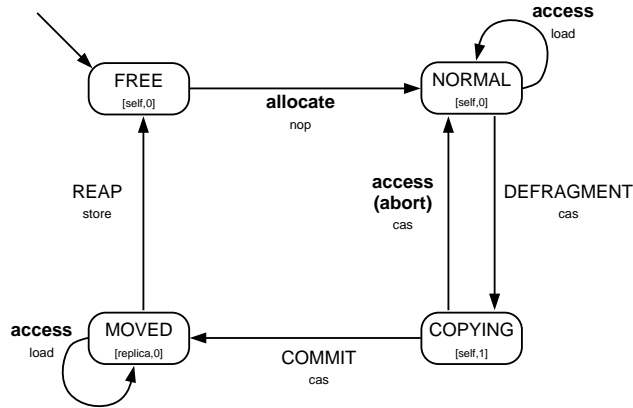 access
load
FREE
[self,0]
NORMAL
[self,0]
allocate
nop
REAP
store
access
(abort)
cas
DEFRAGMENT
cas
access
load
MOVED
[replica,0]
COPYING
[self,1]
COMMIT
cas